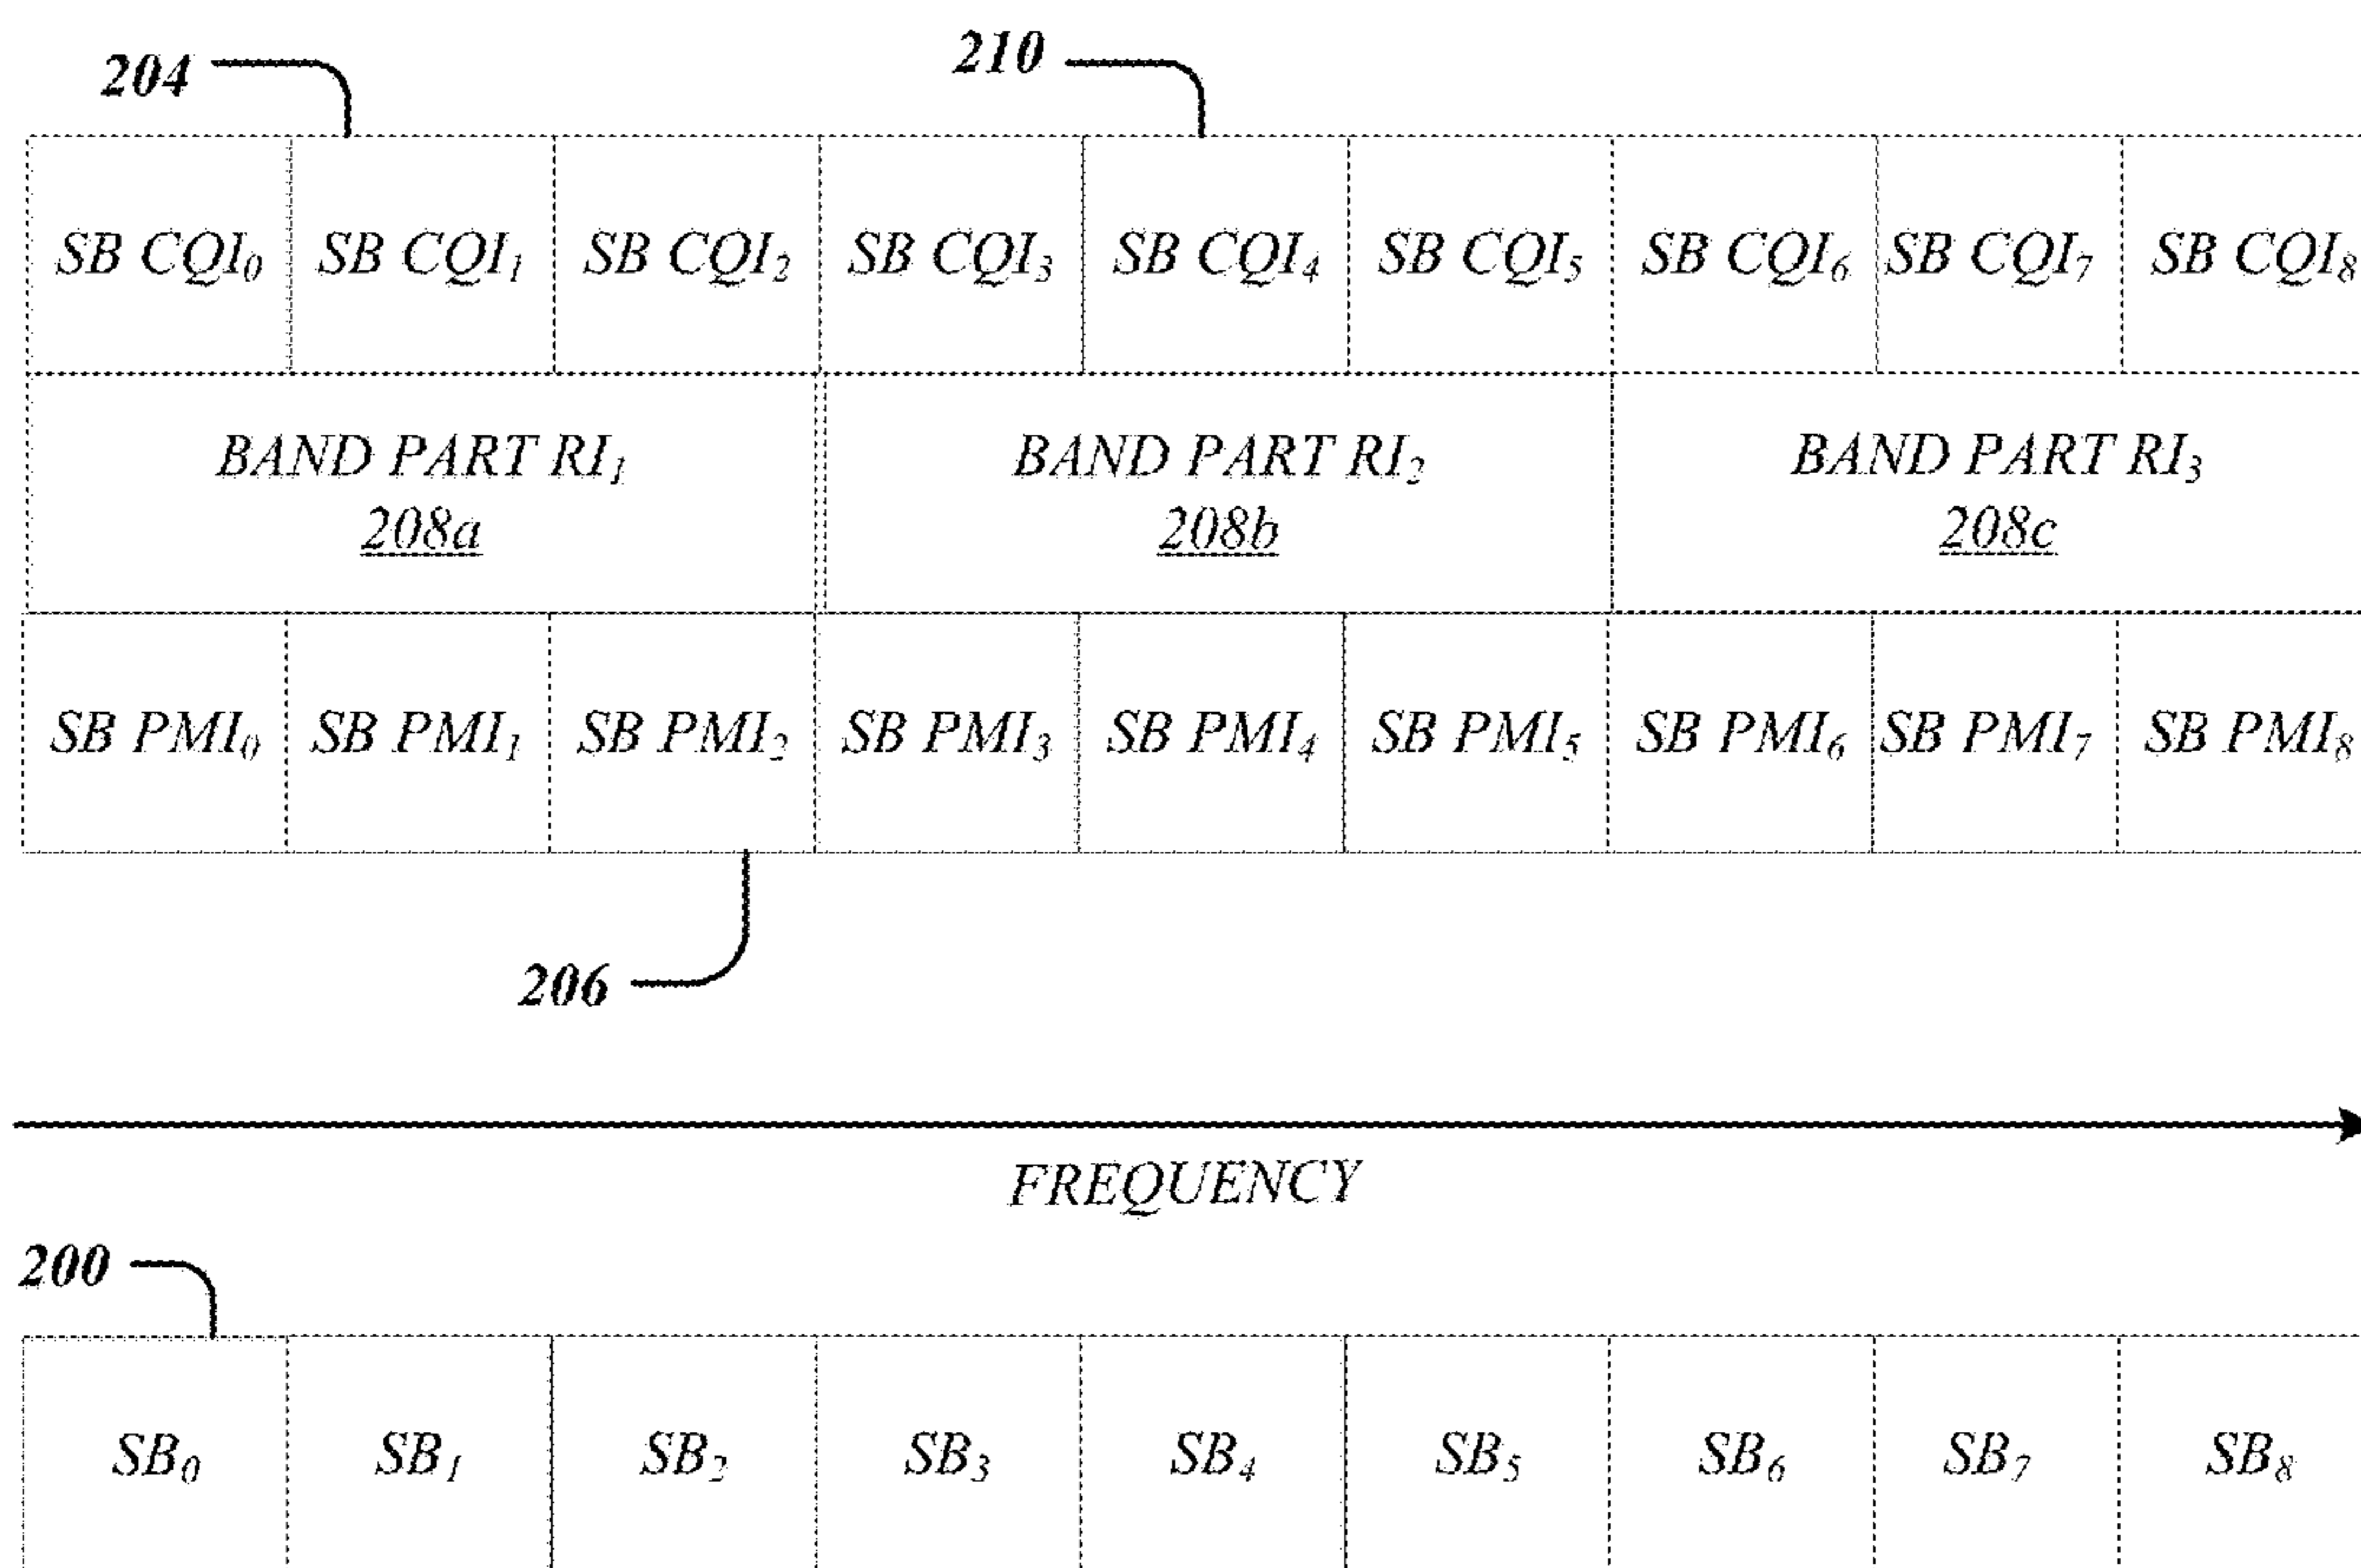 204 210
SB CQI₀ SB CQI₁ SB CQI₂ SB CQI₃ SB CQI₄ SB CQI₅ SB CQI₆ SB CQI₇ SB CQI₈
BAND PART RI₁ BAND PART RI₂ BAND PART RI₃
208a 208b 208c
SB PMI₀ SB PMI₁ SB PMI₂ SB PMI₃ SB PMI₄ SB PMI₅ SB PMI₆ SB PMI₇ SB PMI₈
206
FREQUENCY
200
SB₀ SB₁ SB₂ SB₃ SB₄ SB₅ SB₆ SB₇ SB₈